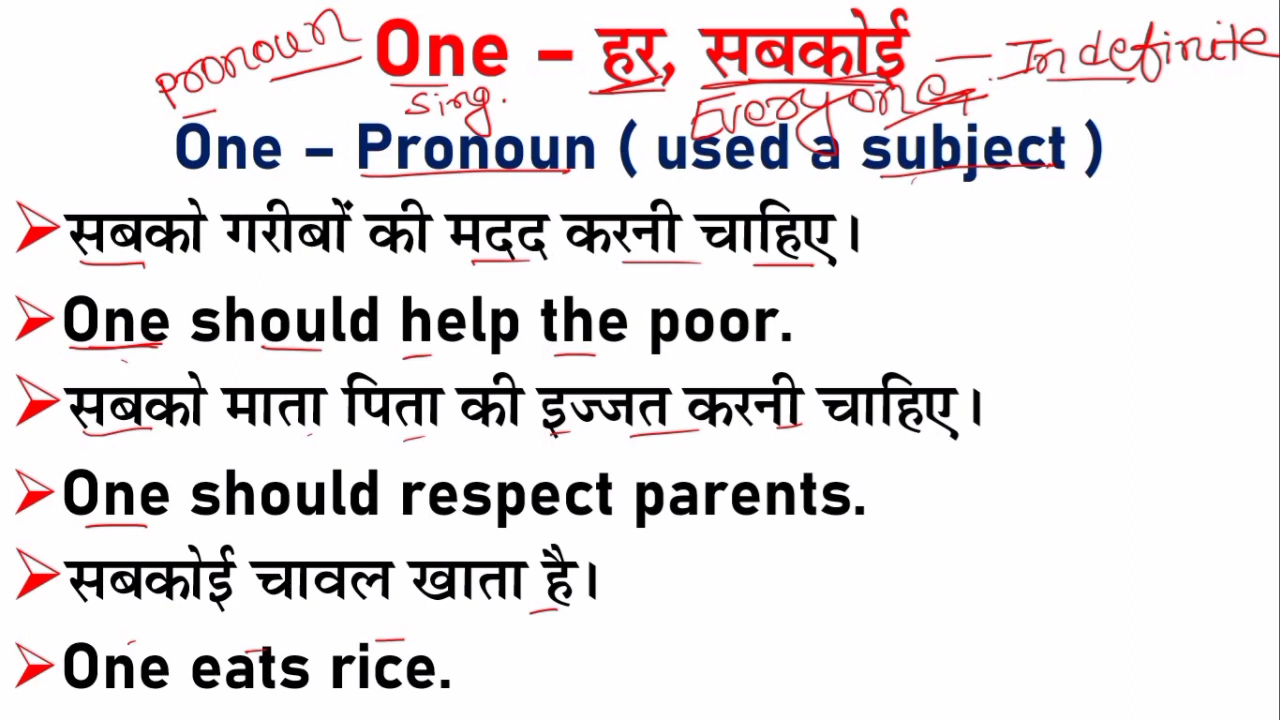 pronoun One – हर, सबकोई – Indefinite
sing. Everyone
One – Pronoun ( used a subject )
सबको गरीबों की मदद करनी चाहिए।
One should help the poor.
सबको माता पिता की इज्जत करनी चाहिए।
One should respect parents.
सबकोई चावल खाता है।
One eats rice.